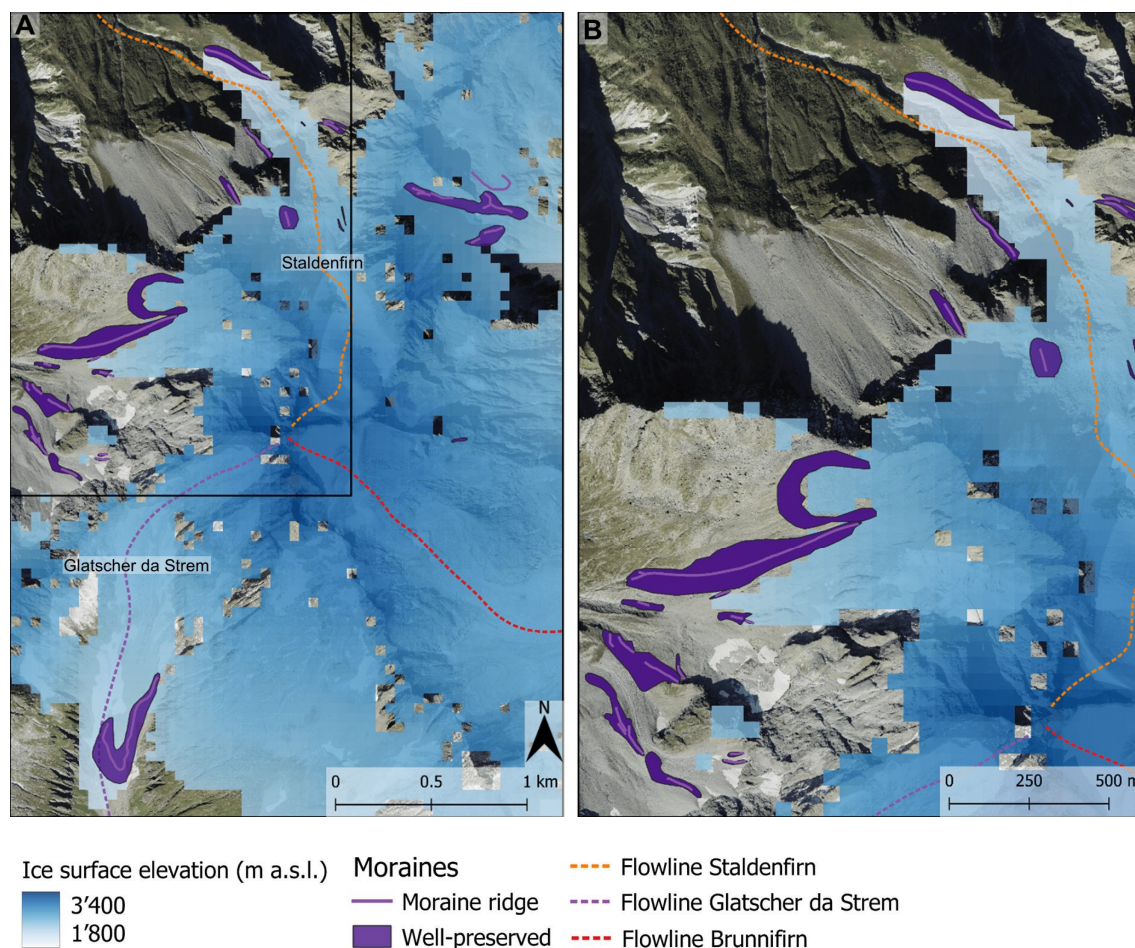 A
B
Staldenfirn
Glatscher da Strem
N
0 0.5 1 km
0 250 500 m
Ice surface elevation (m a.s.l.)
3'400
1'800
Moraines
Moraine ridge
Well-preserved
Flowline Staldenfirn
Flowline Glatscher da Strem
Flowline Brunnifirn